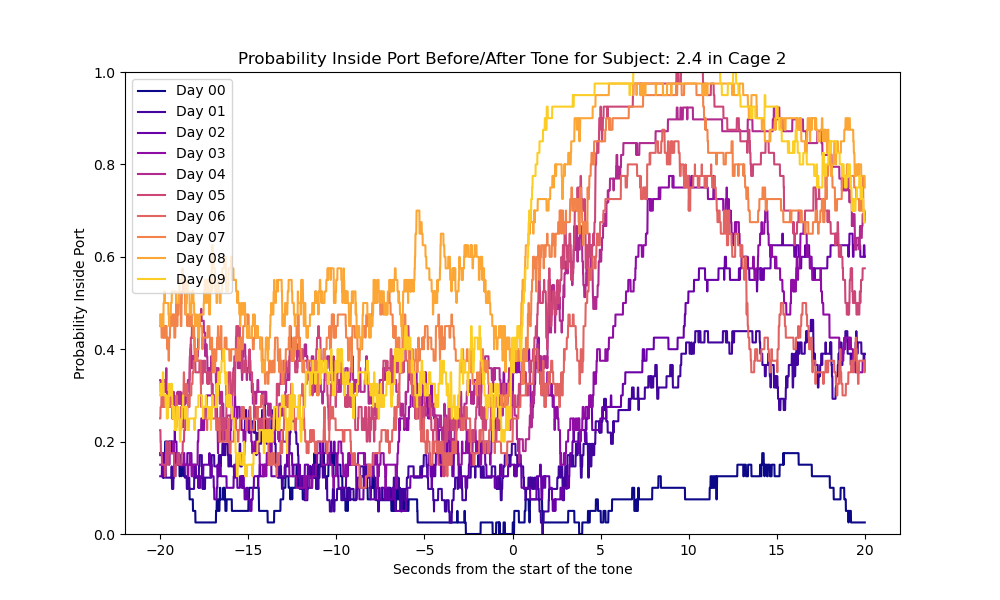 Probability Inside Port Before/After Tone for Subject: 2.4 in Cage 2
Probability Inside Port
1.0
0.8
0.6
0.4
0.2
0.0
Day 00
Day 01
Day 02
Day 03
Day 04
Day 05
Day 06
Day 07
Day 08
Day 09
−20 −15 −10 −5 0 5 10 15 20
Seconds from the start of the tone